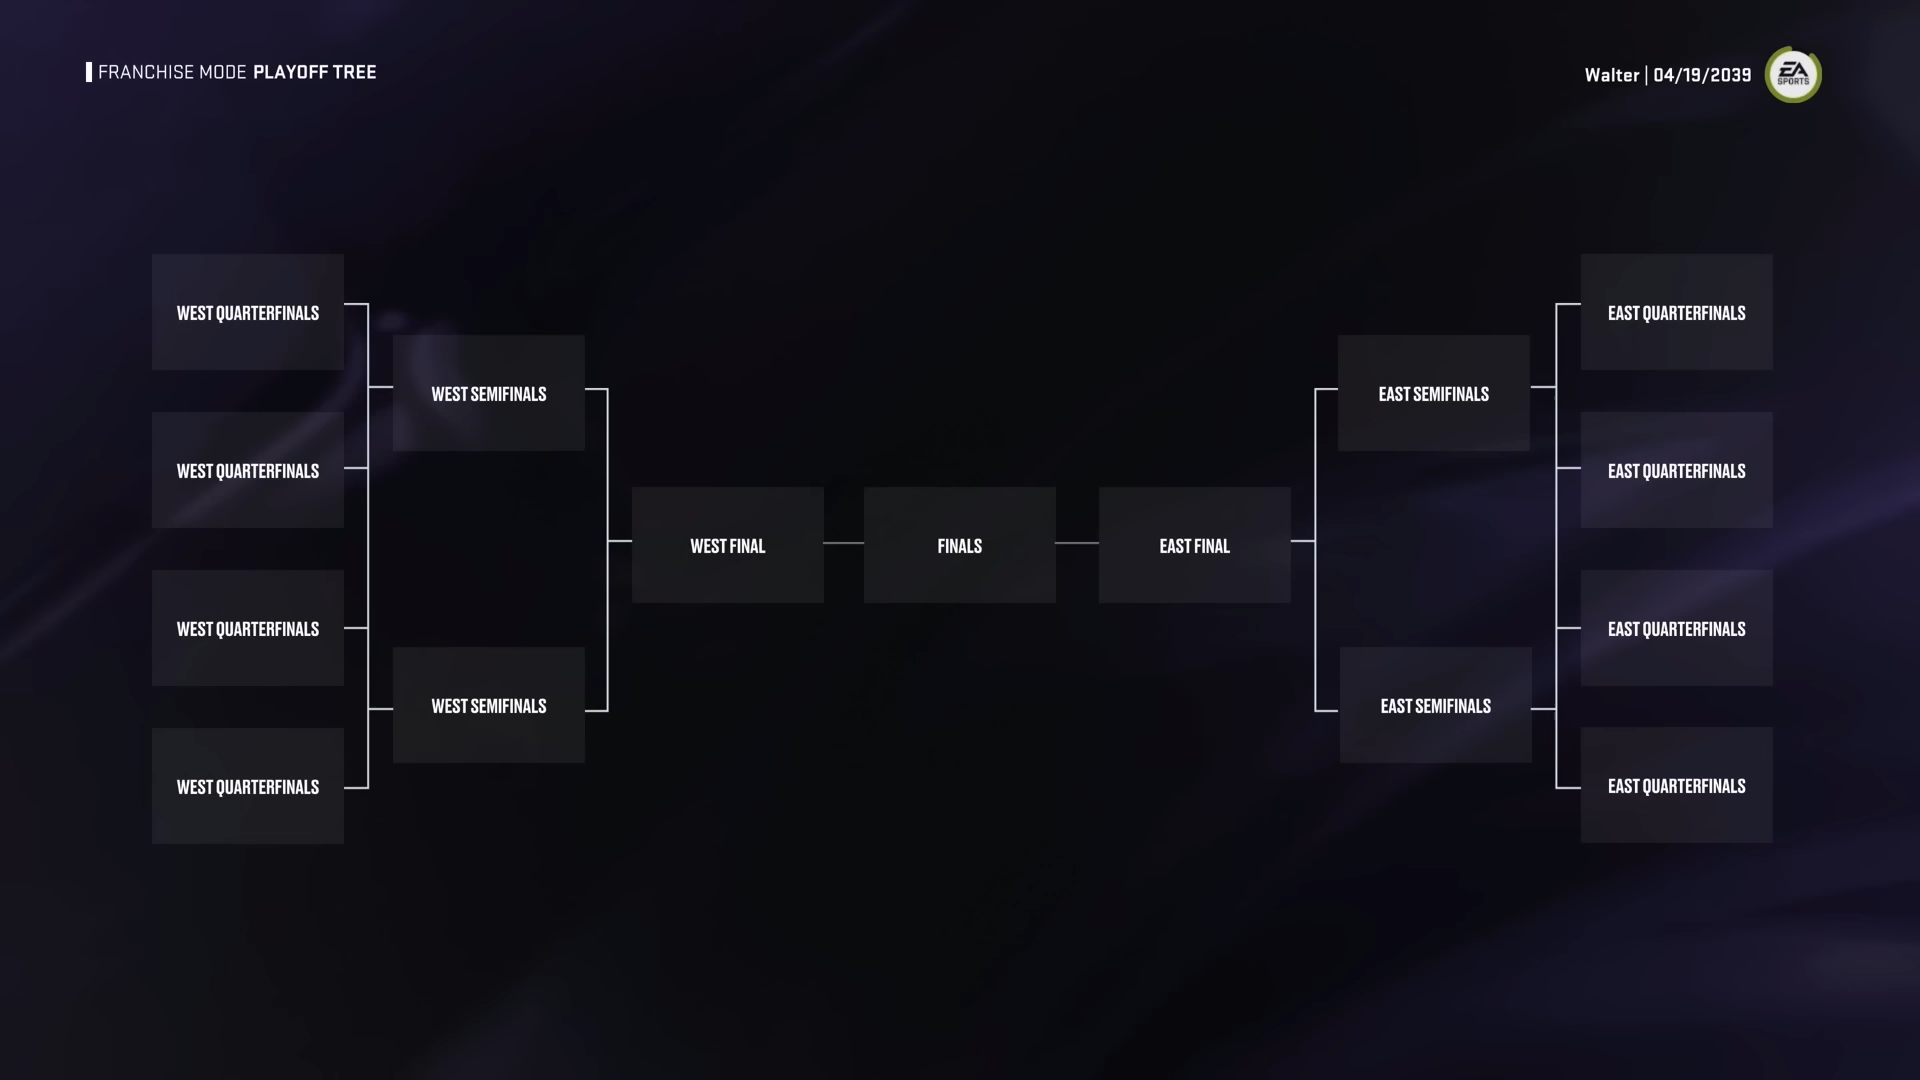 FRANCHISE MODE PLAYOFF TREE
Walter | 04/19/2039
EA
SPORTS
WEST QUARTERFINALS
WEST QUARTERFINALS
WEST QUARTERFINALS
WEST QUARTERFINALS
WEST SEMIFINALS
WEST SEMIFINALS
WEST FINAL
FINALS
EAST FINAL
EAST SEMIFINALS
EAST SEMIFINALS
EAST QUARTERFINALS
EAST QUARTERFINALS
EAST QUARTERFINALS
EAST QUARTERFINALS